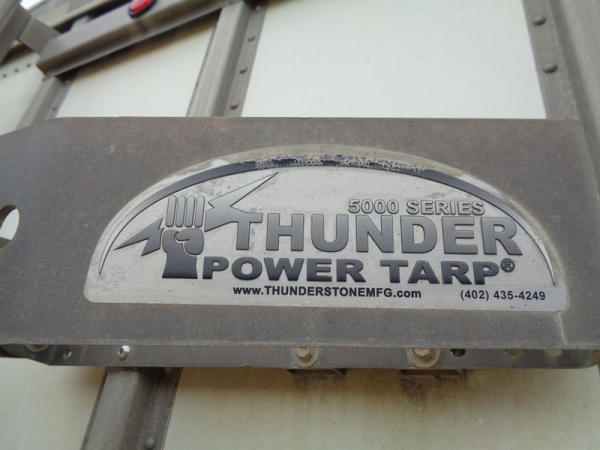 5000 SERIES
THUNDER
POWER TARP®
www.THUNDERSTONEMFG.com (402) 435-4249